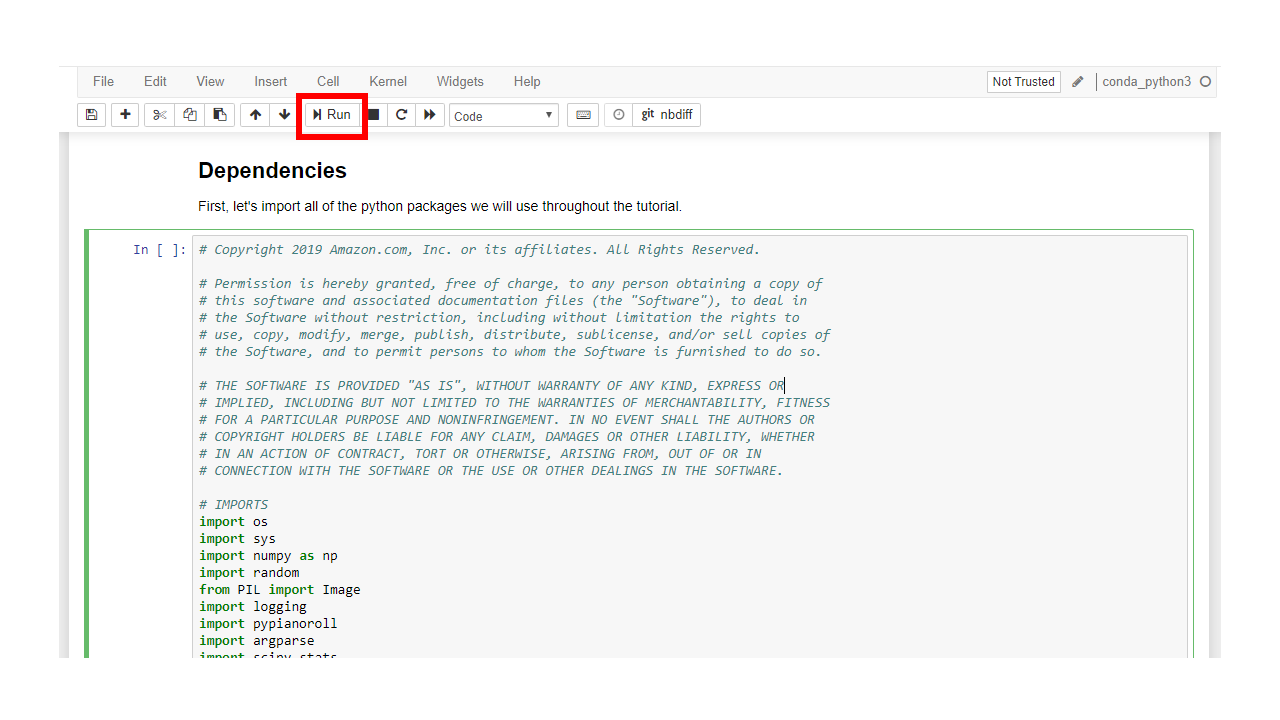 File Edit View Insert Cell Kernel Widgets Help Not Trusted conda_python3
Run Code git nbdiff
Dependencies
First, let's import all of the python packages we will use throughout the tutorial.
In [ ]: # Copyright 2019 Amazon.com, Inc. or its affiliates. All Rights Reserved.
# Permission is hereby granted, free of charge, to any person obtaining a copy of
# this software and associated documentation files (the "Software"), to deal in
# the Software without restriction, including without limitation the rights to
# use, copy, modify, merge, publish, distribute, sublicense, and/or sell copies of
# the Software, and to permit persons to whom the Software is furnished to do so.
# THE SOFTWARE IS PROVIDED "AS IS", WITHOUT WARRANTY OF ANY KIND, EXPRESS OR
# IMPLIED, INCLUDING BUT NOT LIMITED TO THE WARRANTIES OF MERCHANTABILITY, FITNESS
# FOR A PARTICULAR PURPOSE AND NONINFRINGEMENT. IN NO EVENT SHALL THE AUTHORS OR
# COPYRIGHT HOLDERS BE LIABLE FOR ANY CLAIM, DAMAGES OR OTHER LIABILITY, WHETHER
# IN AN ACTION OF CONTRACT, TORT OR OTHERWISE, ARISING FROM, OUT OF OR IN
# CONNECTION WITH THE SOFTWARE OR THE USE OR OTHER DEALINGS IN THE SOFTWARE.
# IMPORTS
import os
import sys
import numpy as np
import random
from PIL import Image
import logging
import pypianoroll
import argparse
import scipy.stats